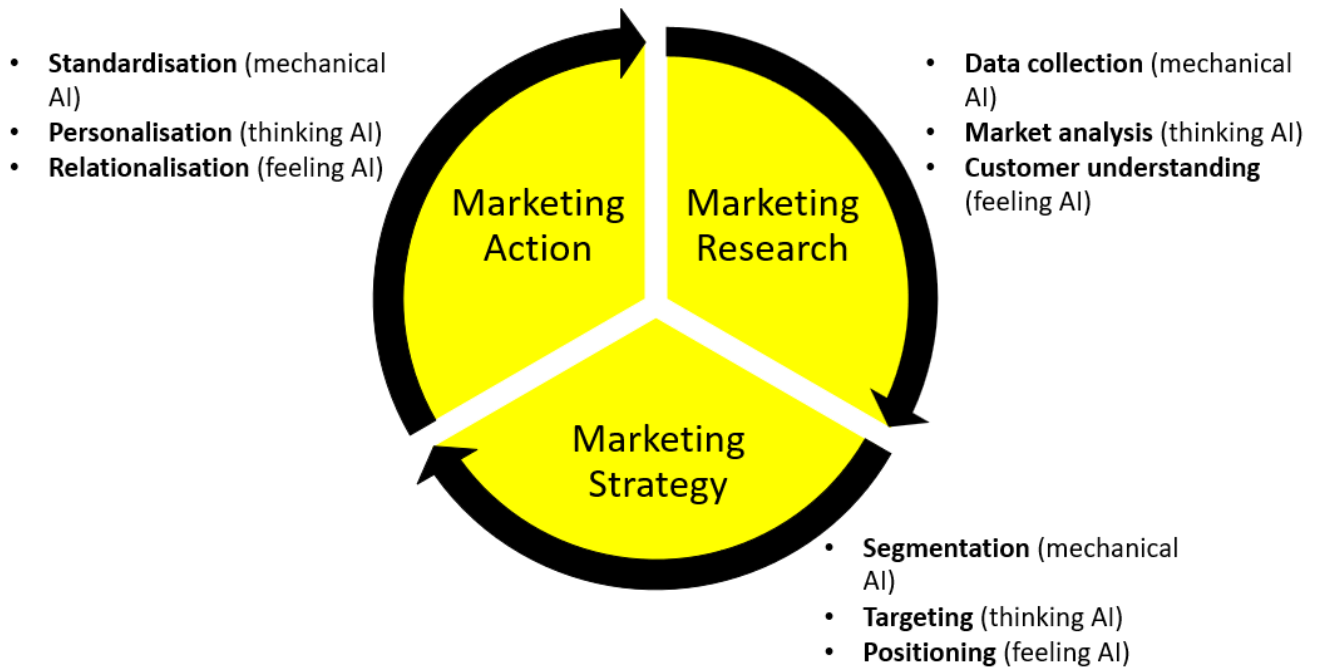 • Standardisation (mechanical
AI)
• Personalisation (thinking AI)
• Relationalisation (feeling AI)
Marketing
Action
Marketing
Research
• Data collection (mechanical
AI)
• Market analysis (thinking AI)
• Customer understanding
(feeling AI)
Marketing
Strategy
• Segmentation (mechanical
AI)
• Targeting (thinking AI)
• Positioning (feeling AI)